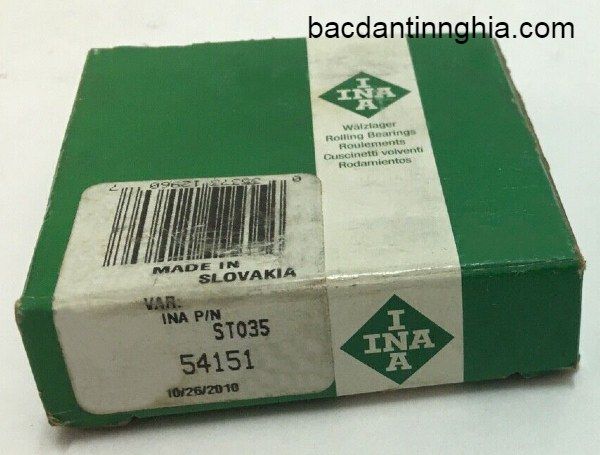 bacdantinnghia.com
I
INA
A
Wälzlager
Rolling Bearings
Roulements
Cuscinetti volventi
Rodamientos
MADE IN
SLOVAKIA
VAR.
INA P/N
ST035
54151
10/26/2010
I
INA
A